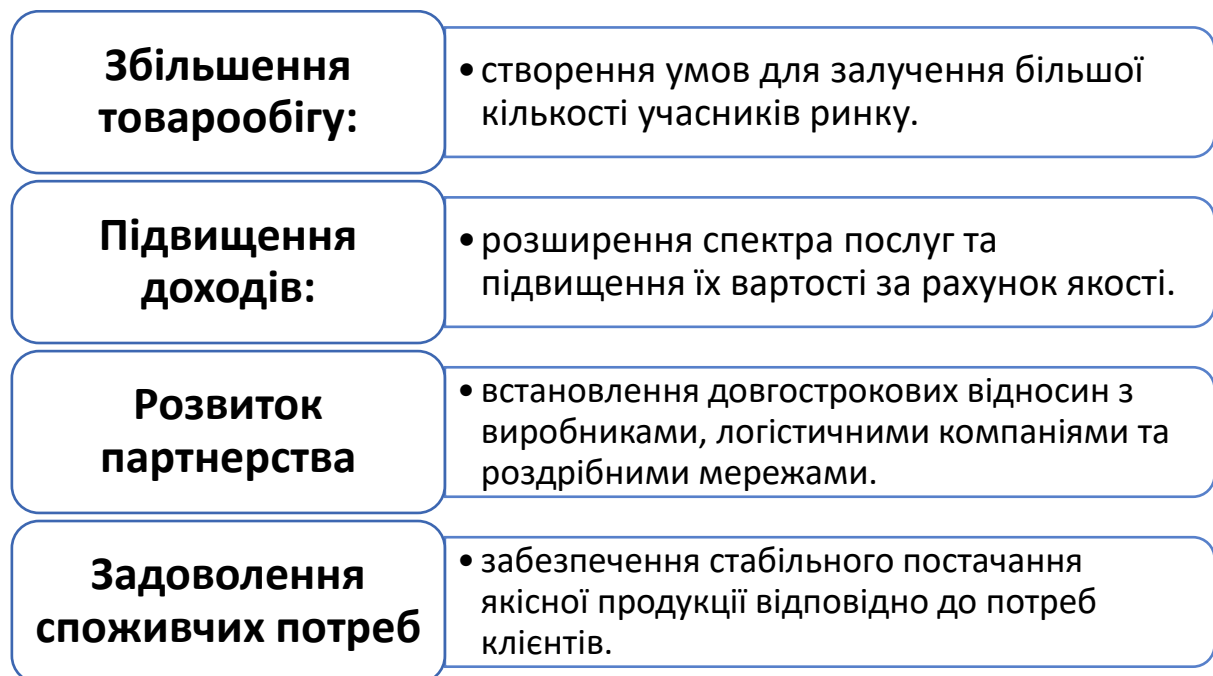 Збільшення
товарообігу:
• створення умов для залучення більшої
кількості учасників ринку.
Підвищення
доходів:
• розширення спектра послуг та
підвищення їх вартості за рахунок якості.
Розвиток
партнерства
• встановлення довгострокових відносин з
виробниками, логістичними компаніями та
роздрібними мережами.
Задоволення
споживчих потреб
• забезпечення стабільного постачання
якісної продукції відповідно до потреб
клієнтів.